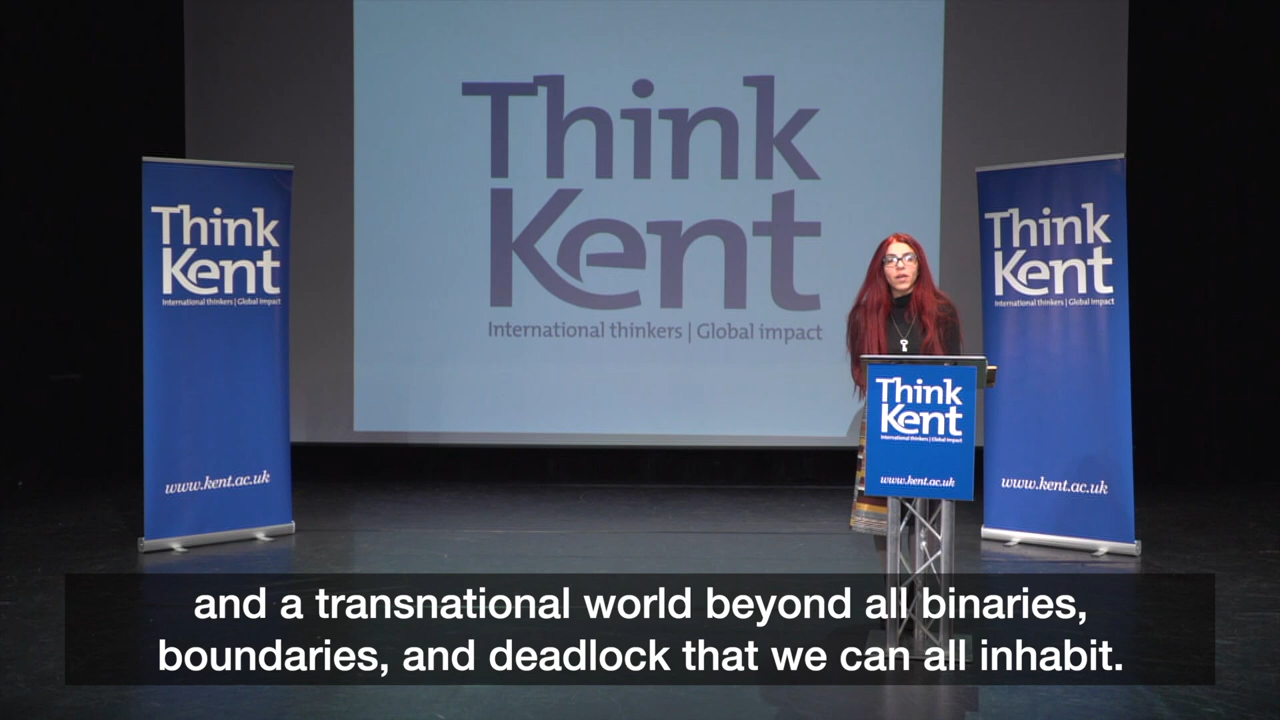 Think
Kent
International thinkers | Global impact
Think
Kent
International thinkers | Global impact
www.kent.ac.uk
Think
Kent
International thinkers | Global impact
www.kent.ac.uk
Think
Kent
International thinkers | Global impact
www.kent.ac.uk
and a transnational world beyond all binaries,
boundaries, and deadlock that we can all inhabit.